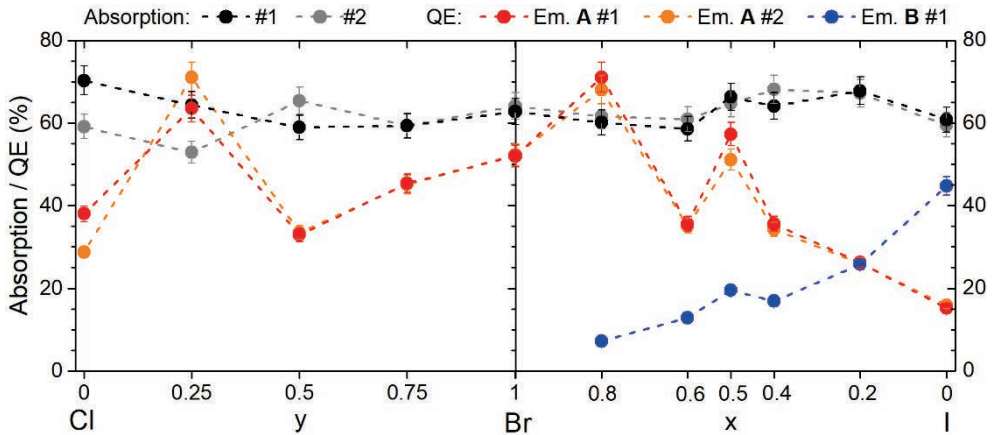 Absorption: #1 #2 QE: Em. A #1 Em. A #2 Em. B #1
Absorption / QE (%)
80 80
60 60
40 40
20 20
0 0
0 0.25 0.5 0.75 1 0.8 0.6 0.5 0.4 0.2 0
Cl y Br x I